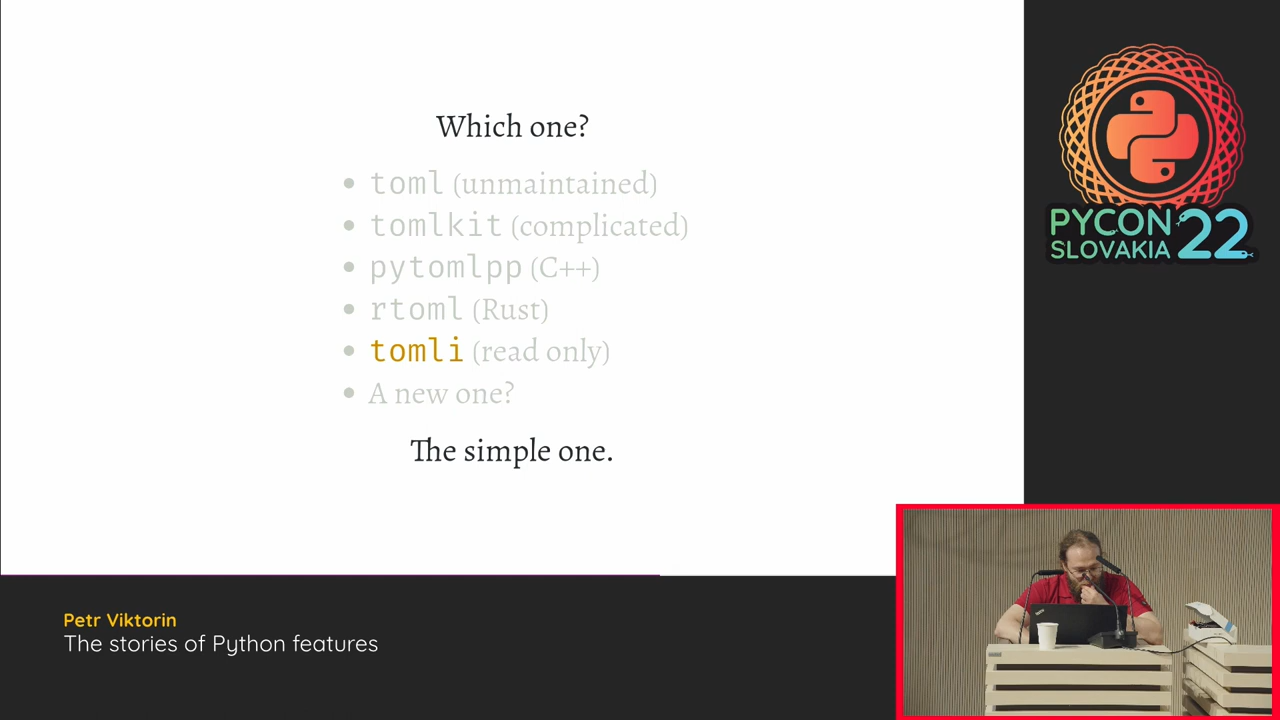 Which one?
toml (unmaintained)
tomlkit (complicated)
pytomlpp (C++)
rtoml (Rust)
tomli (read only)
A new one?
The simple one.
PYCON
SLOVAKIA
22
Petr Viktorin
The stories of Python features